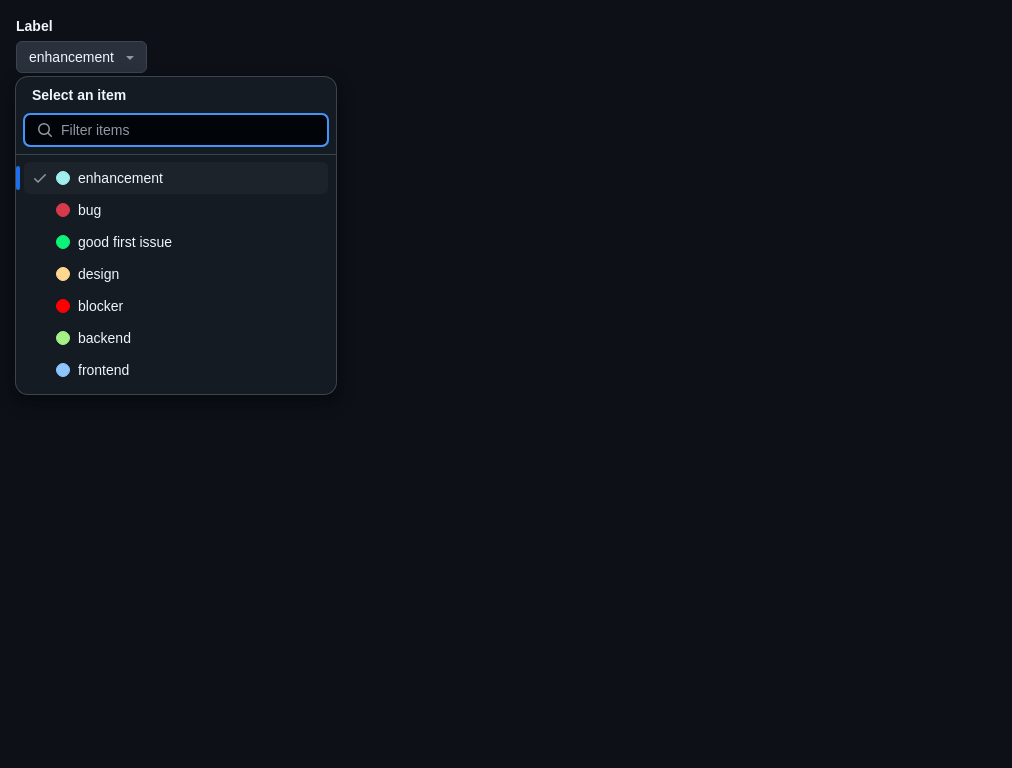 Label
enhancement
Select an item
Filter items
enhancement
bug
good first issue
design
blocker
backend
frontend